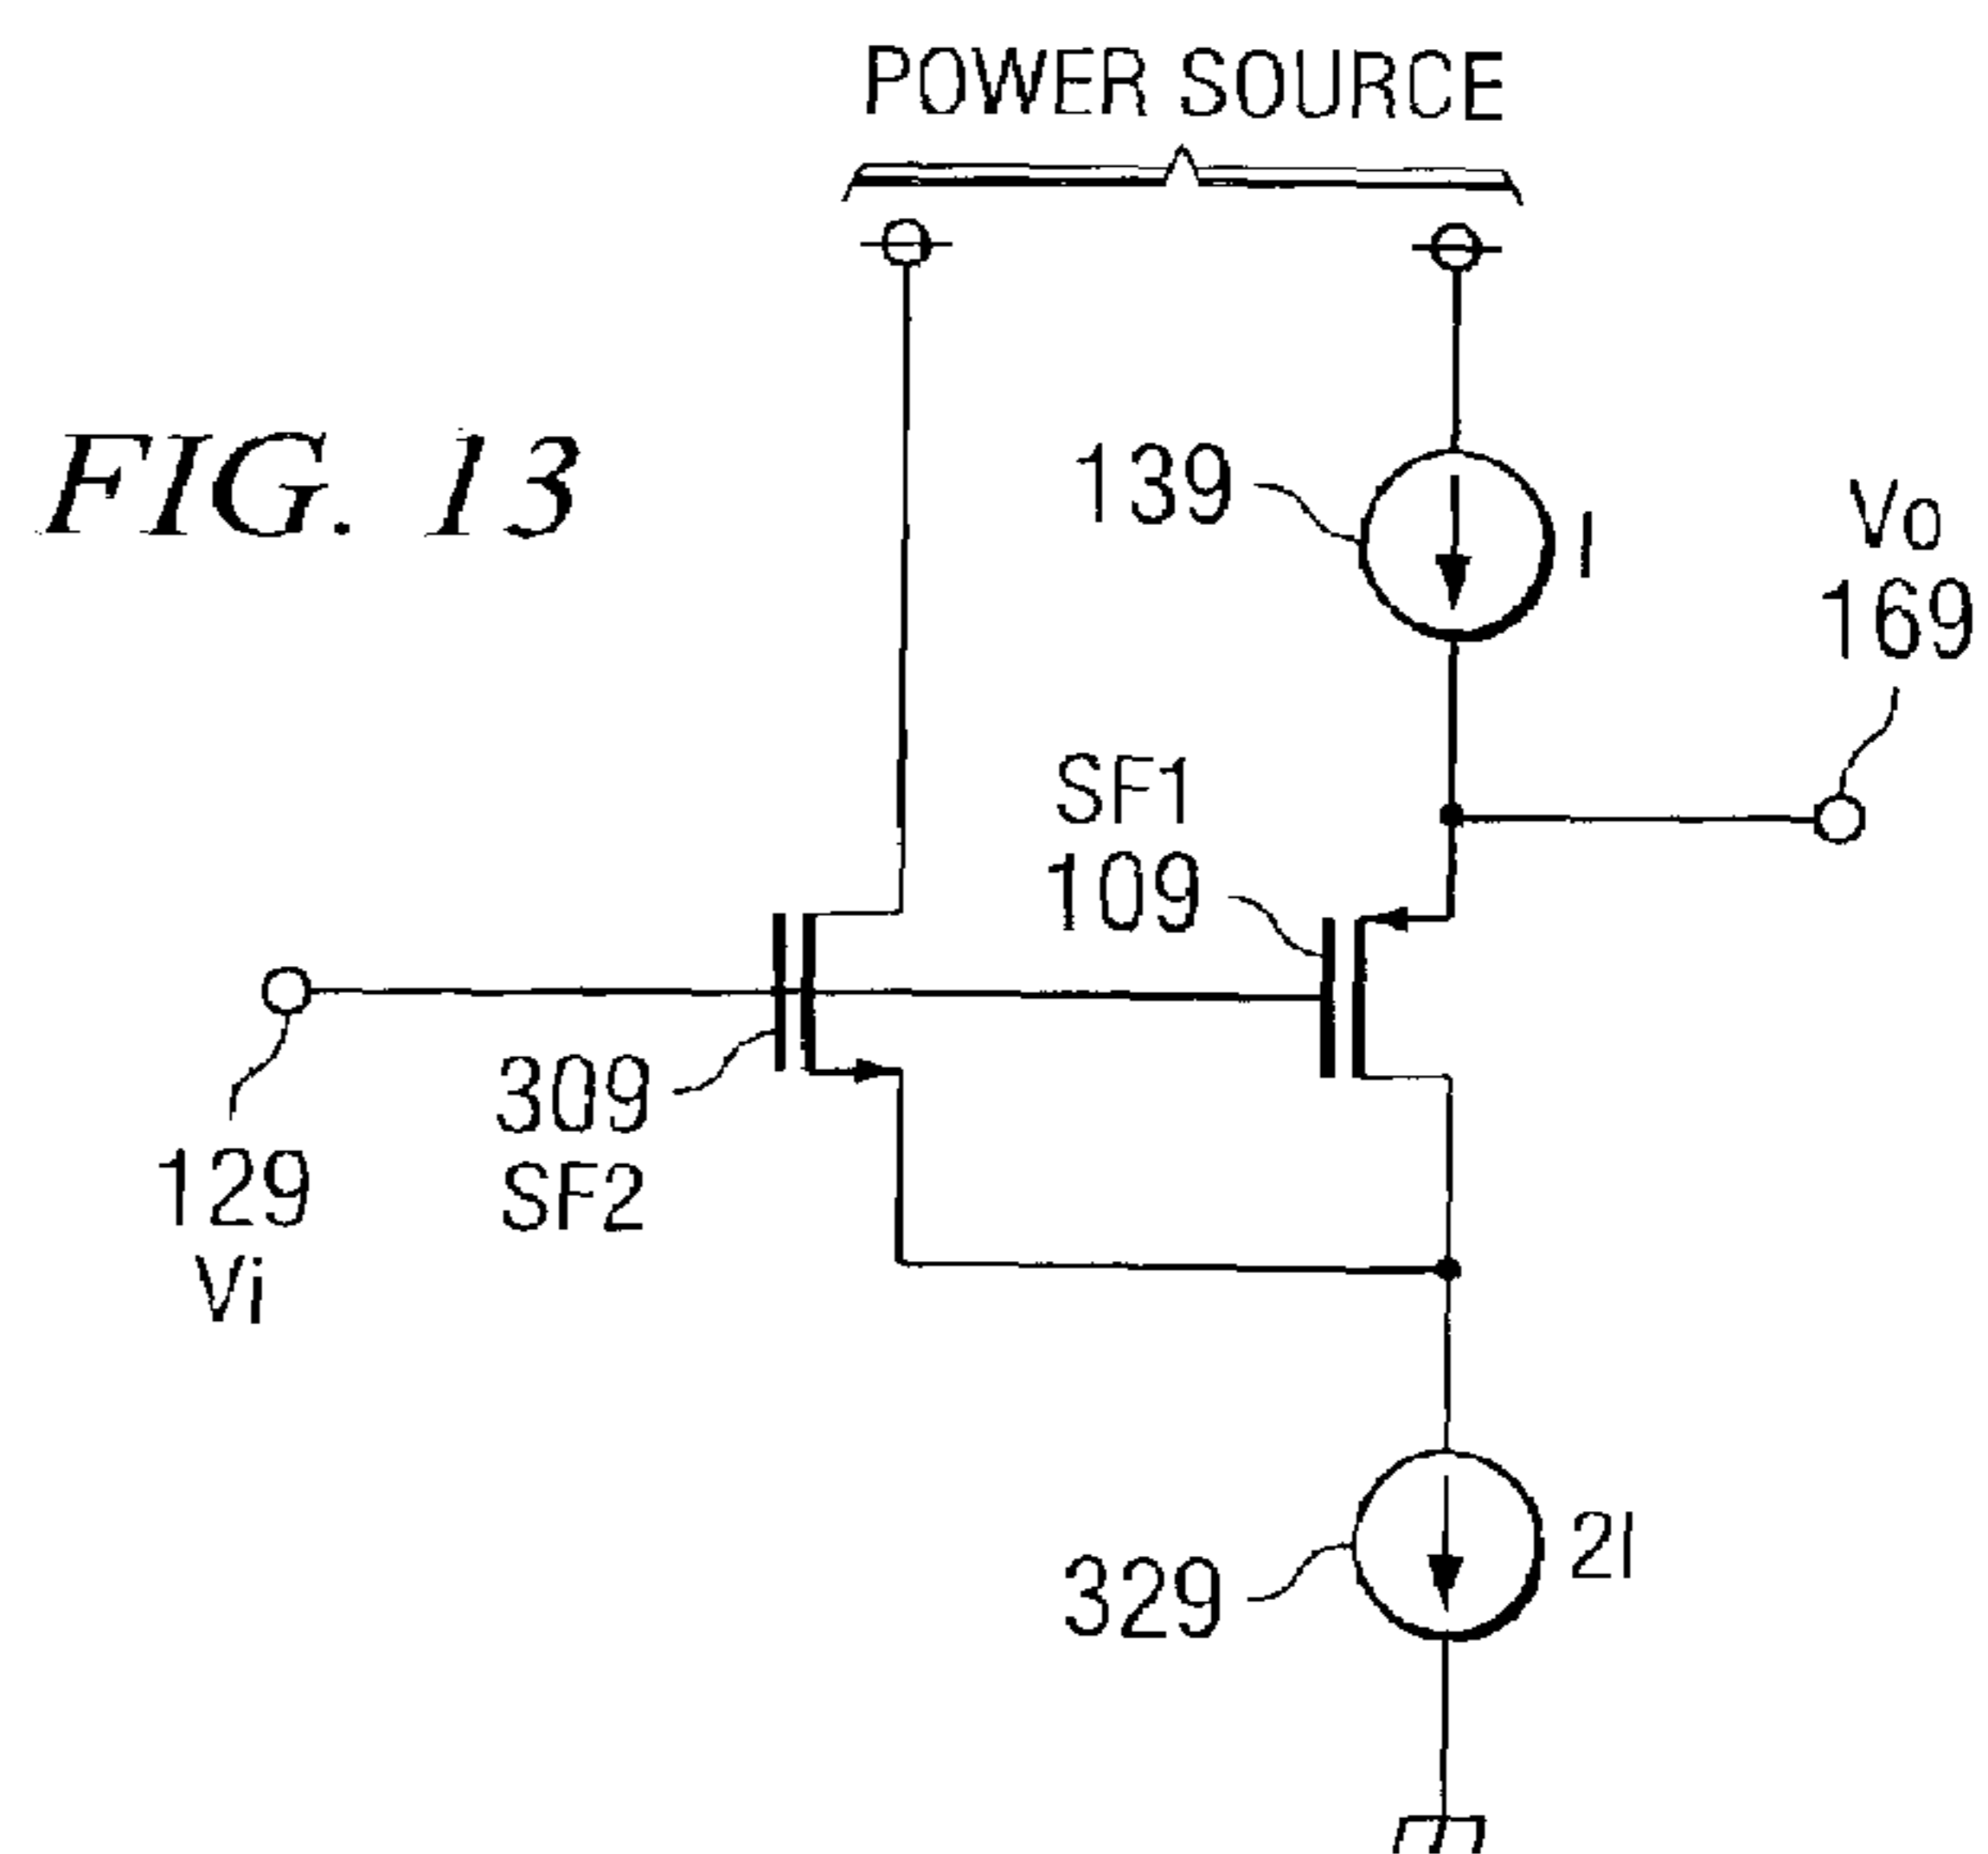 POWER SOURCE
FIG. 13
139
I
Vo
169
SF1
109
309
SF2
129
Vi
329
2I